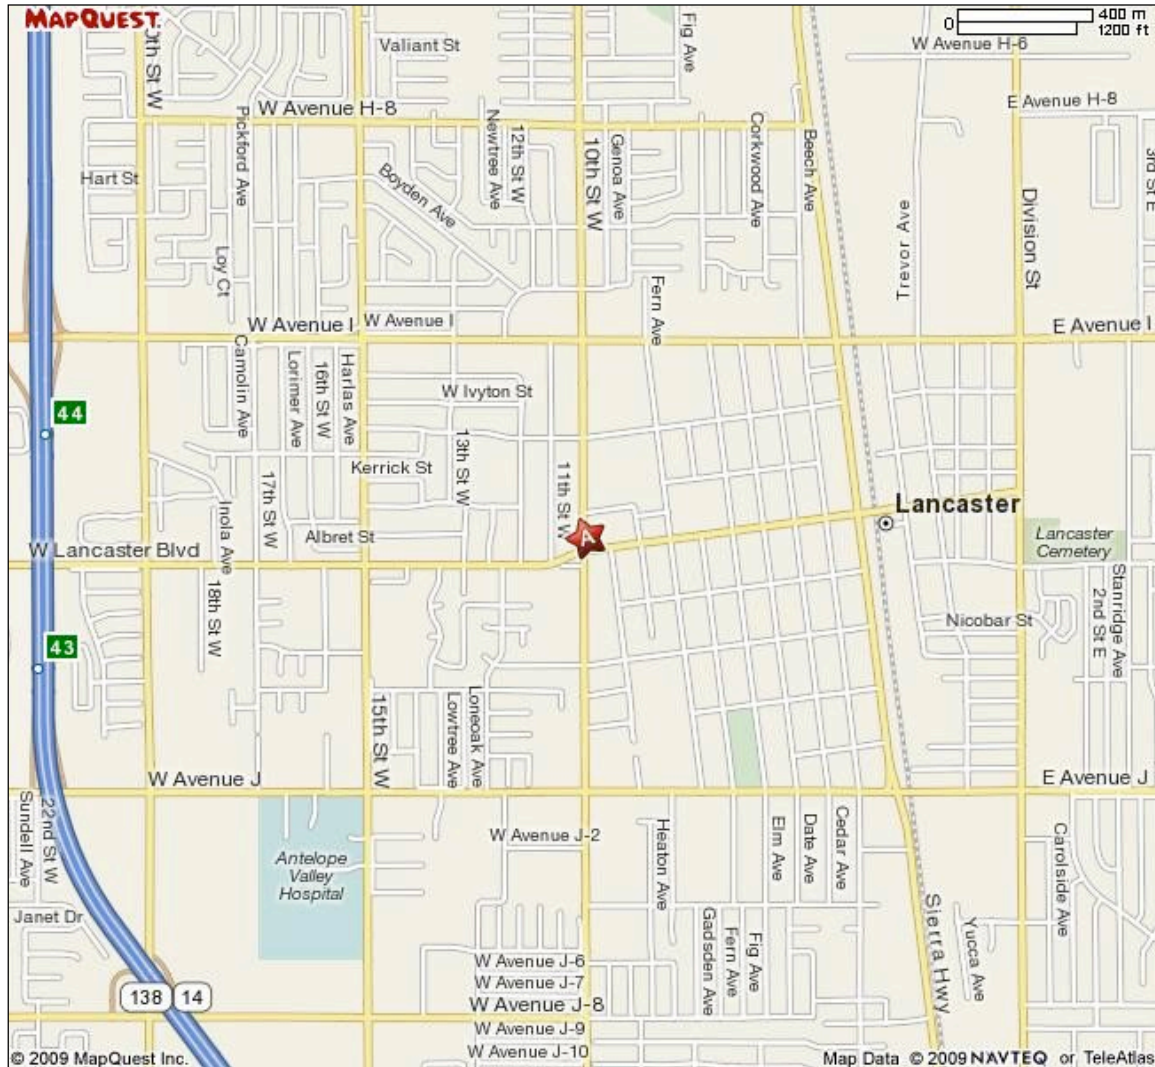 MAPQUEST
0
400 m
1200 ft
Valiant St
Fig Ave
W Avenue H-6
W Avenue H-8
E Avenue H-8
Pickford Ave
Newtree Ave
12th St W
10th St W
Genoa Ave
Corkwood Ave
Beech Ave
3rd St E
Hart St
Boyden Ave
Trevor Ave
Division St
Loy Ct
Fern Ave
W Avenue I
W Avenue I
E Avenue I
Camolin Ave
Lorimer Ave
16th St W
Harlas Ave
W Ivyton St
44
13th St W
Kerrick St
17th St W
11th St W
Inola Ave
Albret St
A
Lancaster
W Lancaster Blvd
Lancaster
Cemetery
18th St W
43
Nicobar St
2nd St E
Stanridge Ave
15th St W
Lowtree Ave
Loneoak Ave
W Avenue J
E Avenue J
Sundell Ave
22nd St W
W Avenue J-2
Heaton Ave
Elm Ave
Date Ave
Cedar Ave
Carolside Ave
Antelope
Valley
Hospital
Janet Dr
Gadsden Ave
Fern Ave
Fig Ave
Sierra Hwy
Yucca Ave
W Avenue J-6
W Avenue J-7
138
14
W Avenue J-8
W Avenue J-9
W Avenue J-10
© 2009 MapQuest Inc.
Map Data © 2009 NAVTEQ or TeleAtlas